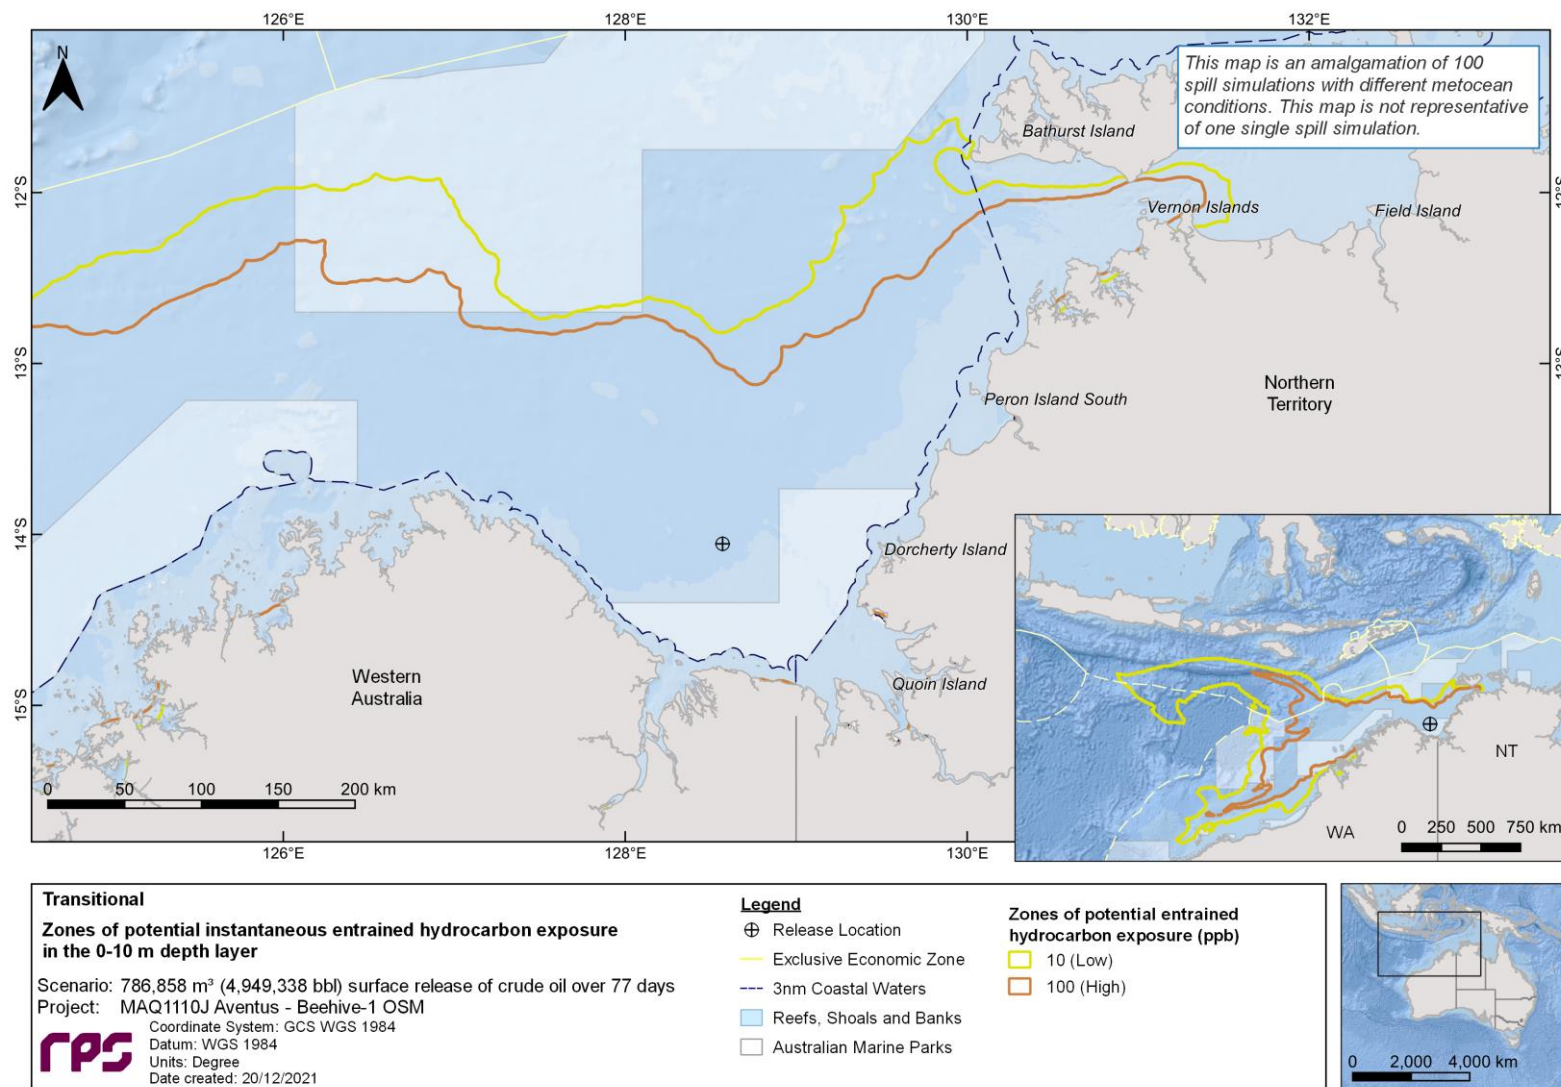 126°E
128°E
130°E
132°E
N
This map is an amalgamation of 100
spill simulations with different metocean
conditions. This map is not representative
of one single spill simulation.
Bathurst Island
12°S
12°S
Vernon Islands
Field Island
13°S
13°S
Northern
Territory
Peron Island South
14°S
Dorcherty Island
Western
Australia
Quoin Island
15°S
0 50 100 150 200 km
NT
WA
0 250 500 750 km
126°E
128°E
130°E
Transitional
Zones of potential instantaneous entrained hydrocarbon exposure
in the 0-10 m depth layer
Scenario: 786,858 m³ (4,949,338 bbl) surface release of crude oil over 77 days
Project: MAQ1110J Aventus - Beehive-1 OSM
rps
Coordinate System: GCS WGS 1984
Datum: WGS 1984
Units: Degree
Date created: 20/12/2021
Legend
Release Location
Exclusive Economic Zone
3nm Coastal Waters
Reefs, Shoals and Banks
Australian Marine Parks
Zones of potential entrained
hydrocarbon exposure (ppb)
10 (Low)
100 (High)
0 2,000 4,000 km